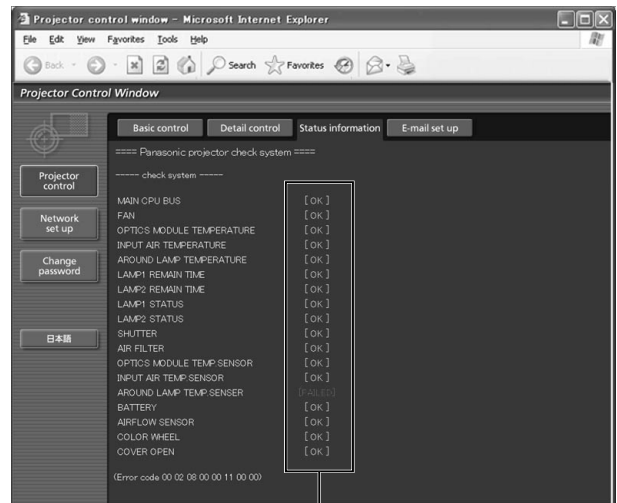 Projector control window - Microsoft Internet Explorer
File Edit View Favorites Tools Help
Back Search Favorites
Projector Control Window
Basic control Detail control Status information E-mail set up
==== Panasonic projector check system ====
Projector control
----- check system -----
MAIN CPU BUS [ OK ]
FAN [ OK ]
Network set up
OPTICS MODULE TEMPERATURE [ OK ]
INPUT AIR TEMPERATURE [ OK ]
Change password
AROUND LAMP TEMPERATURE [ OK ]
LAMP1 REMAIN TIME [ OK ]
LAMP2 REMAIN TIME [ OK ]
LAMP1 STATUS [ OK ]
LAMP2 STATUS [ OK ]
日本語
SHUTTER [ OK ]
AIR FILTER [ OK ]
OPTICS MODULE TEMP.SENSOR [ OK ]
INPUT AIR TEMP.SENSOR [ OK ]
AROUND LAMP TEMP.SENSER [FAILED]
BATTERY [ OK ]
AIRFLOW SENSOR [ OK ]
COLOR WHEEL [ OK ]
COVER OPEN [ OK ]
(Error code 00 02 08 00 00 11 00 00)